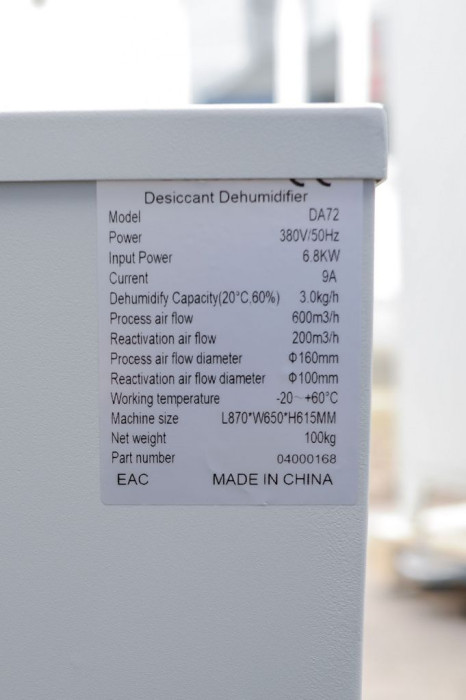 Desiccant Dehumidifier
Model DA72
Power 380V/50Hz
Input Power 6.8KW
Current 9A
Dehumidify Capacity(20°C,60%) 3.0kg/h
Process air flow 600m3/h
Reactivation air flow 200m3/h
Process air flow diameter Φ160mm
Reactivation air flow diameter Φ100mm
Working temperature -20~+60°C
Machine size L870*W650*H615MM
Net weight 100kg
Part number 04000168
EAC MADE IN CHINA